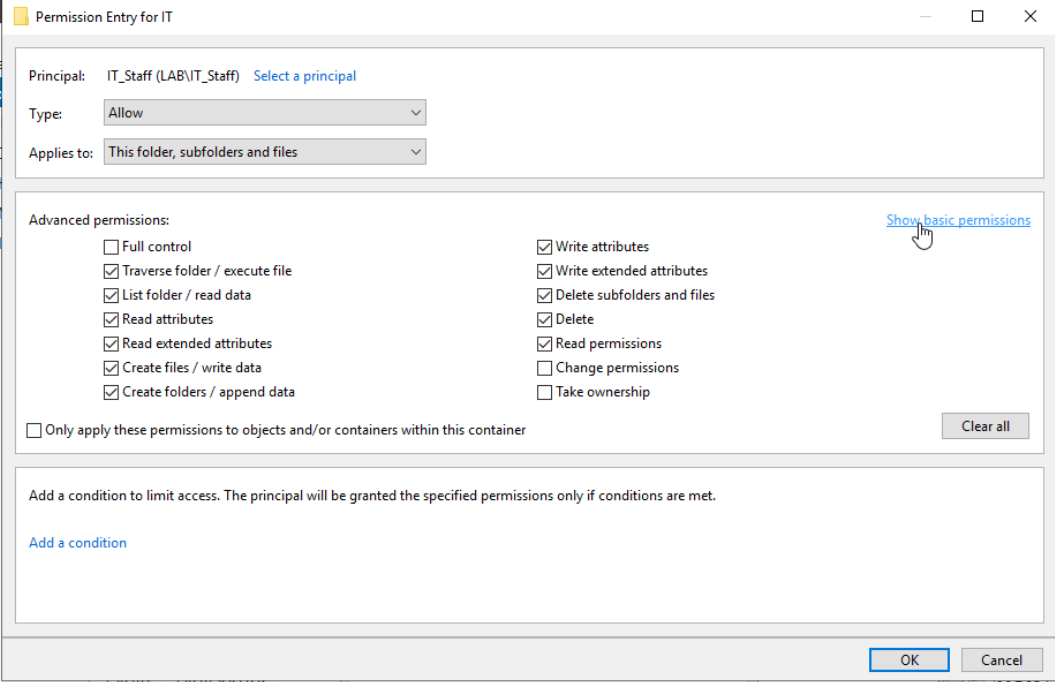 Permission Entry for IT
Principal: IT_Staff (LAB\IT_Staff) Select a principal
Type: Allow
Applies to: This folder, subfolders and files
Advanced permissions: Show basic permissions
Full control
Traverse folder / execute file
List folder / read data
Read attributes
Read extended attributes
Create files / write data
Create folders / append data
Write attributes
Write extended attributes
Delete subfolders and files
Delete
Read permissions
Change permissions
Take ownership
Only apply these permissions to objects and/or containers within this container
Clear all
Add a condition to limit access. The principal will be granted the specified permissions only if conditions are met.
Add a condition
OK Cancel